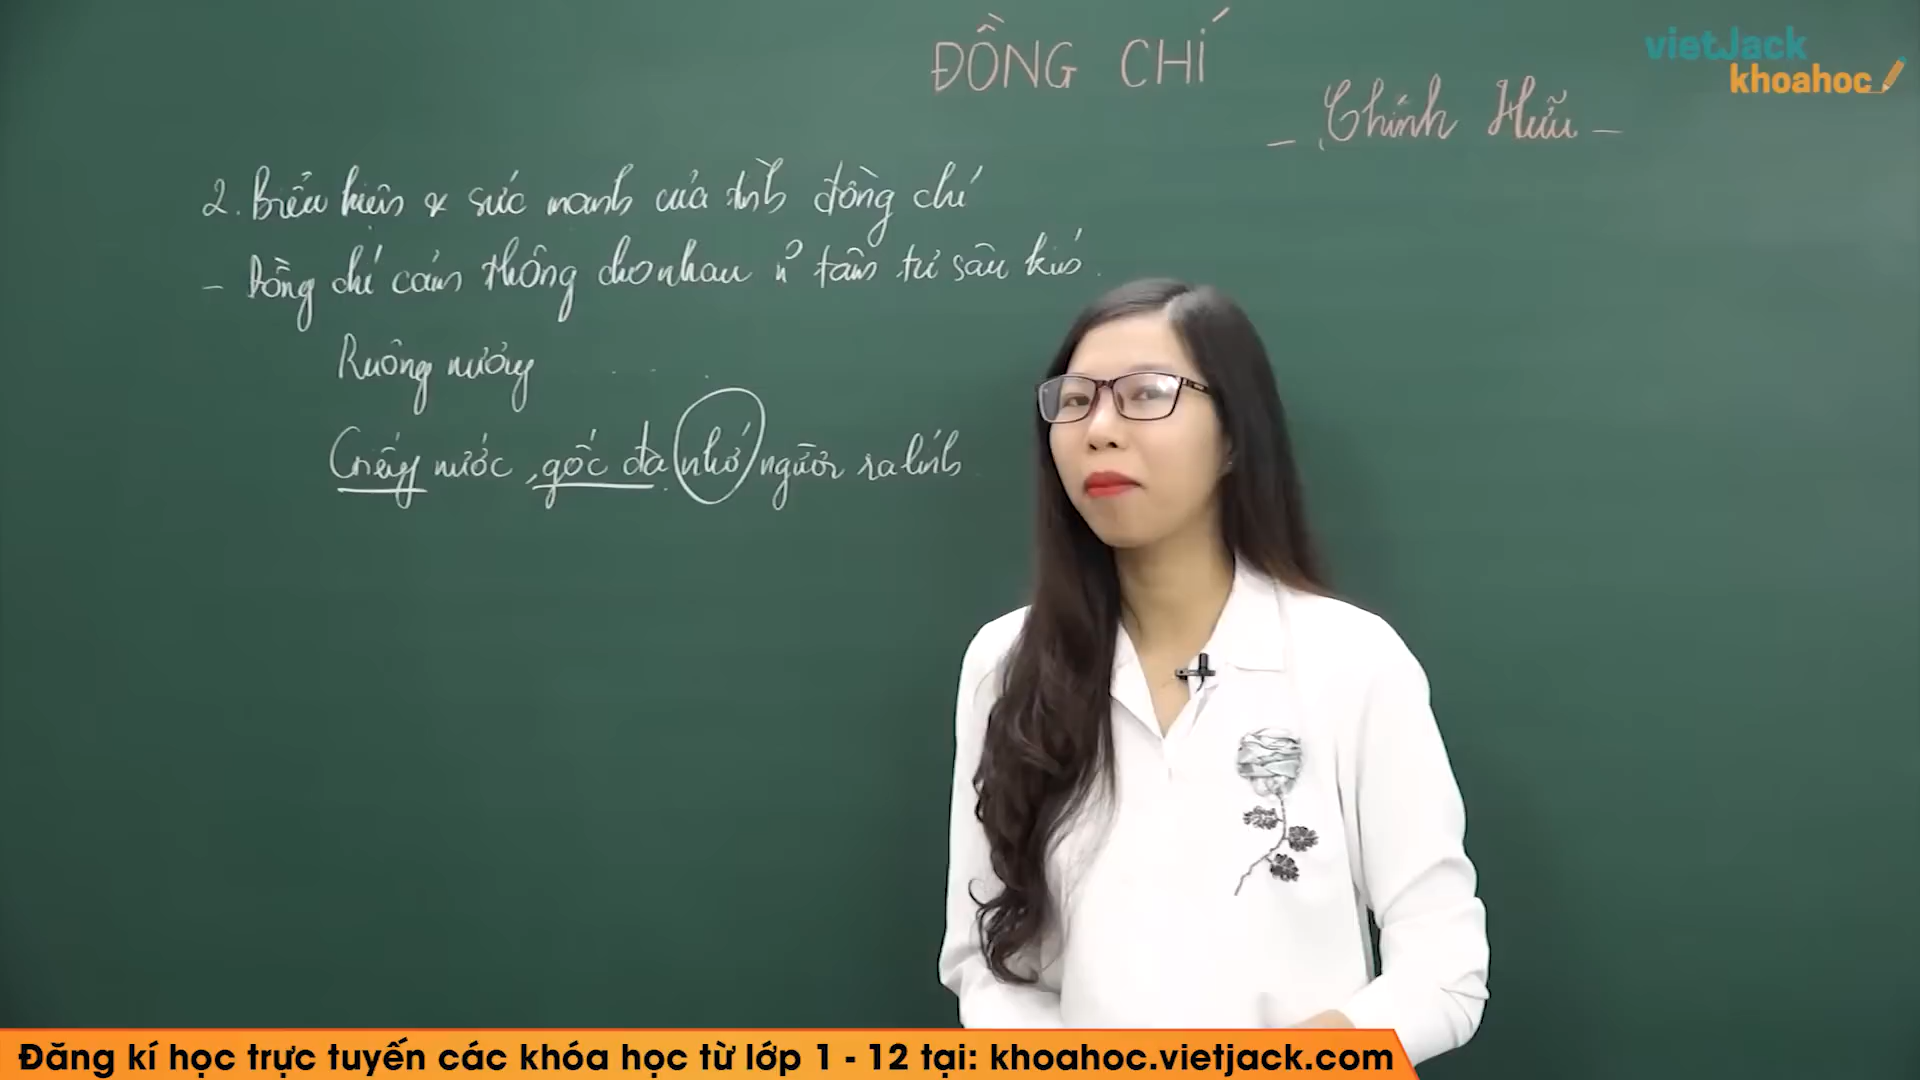 ĐỒNG CHÍ
vietJack
khoahoc
- Chính Hữu -
2. Biểu hiện & sức mạnh của tình đồng chí
- Đồng chí cảm thông cho nhau n~ tâm tư sâu kín.
Ruộng nương
Giếng nước, gốc đa nhớ người ra lính
Đăng kí học trực tuyến các khóa học từ lớp 1 - 12 tại: khoahoc.vietjack.com